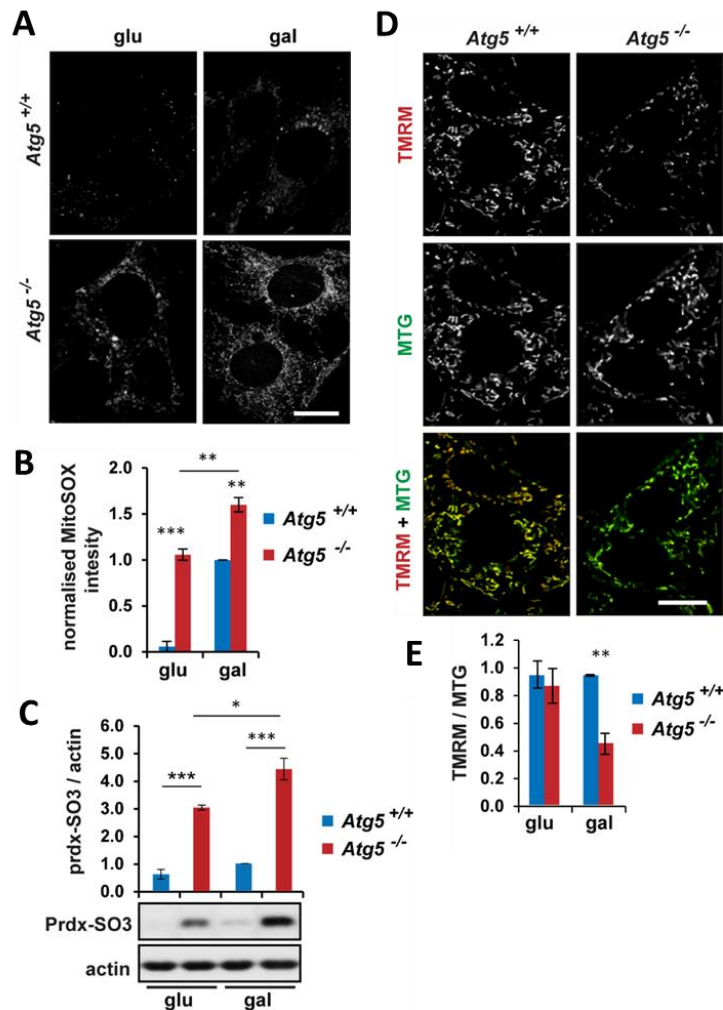 A
glu
gal
Atg5 +/+
Atg5 -/-
B
normalised MitoSOX
intesity
2.0
1.5
1.0
0.5
0.0
***
**
**
glu
gal
Atg5 +/+
Atg5 -/-
C
prdx-SO3 / actin
6.0
5.0
4.0
3.0
2.0
1.0
0.0
***
*
***
Atg5 +/+
Atg5 -/-
Prdx-SO3
actin
glu
gal
D
Atg5 +/+
Atg5 -/-
TMRM
MTG
TMRM + MTG
E
TMRM / MTG
1.2
1.0
0.8
0.6
0.4
0.2
0.0
**
glu
gal
Atg5 +/+
Atg5 -/-